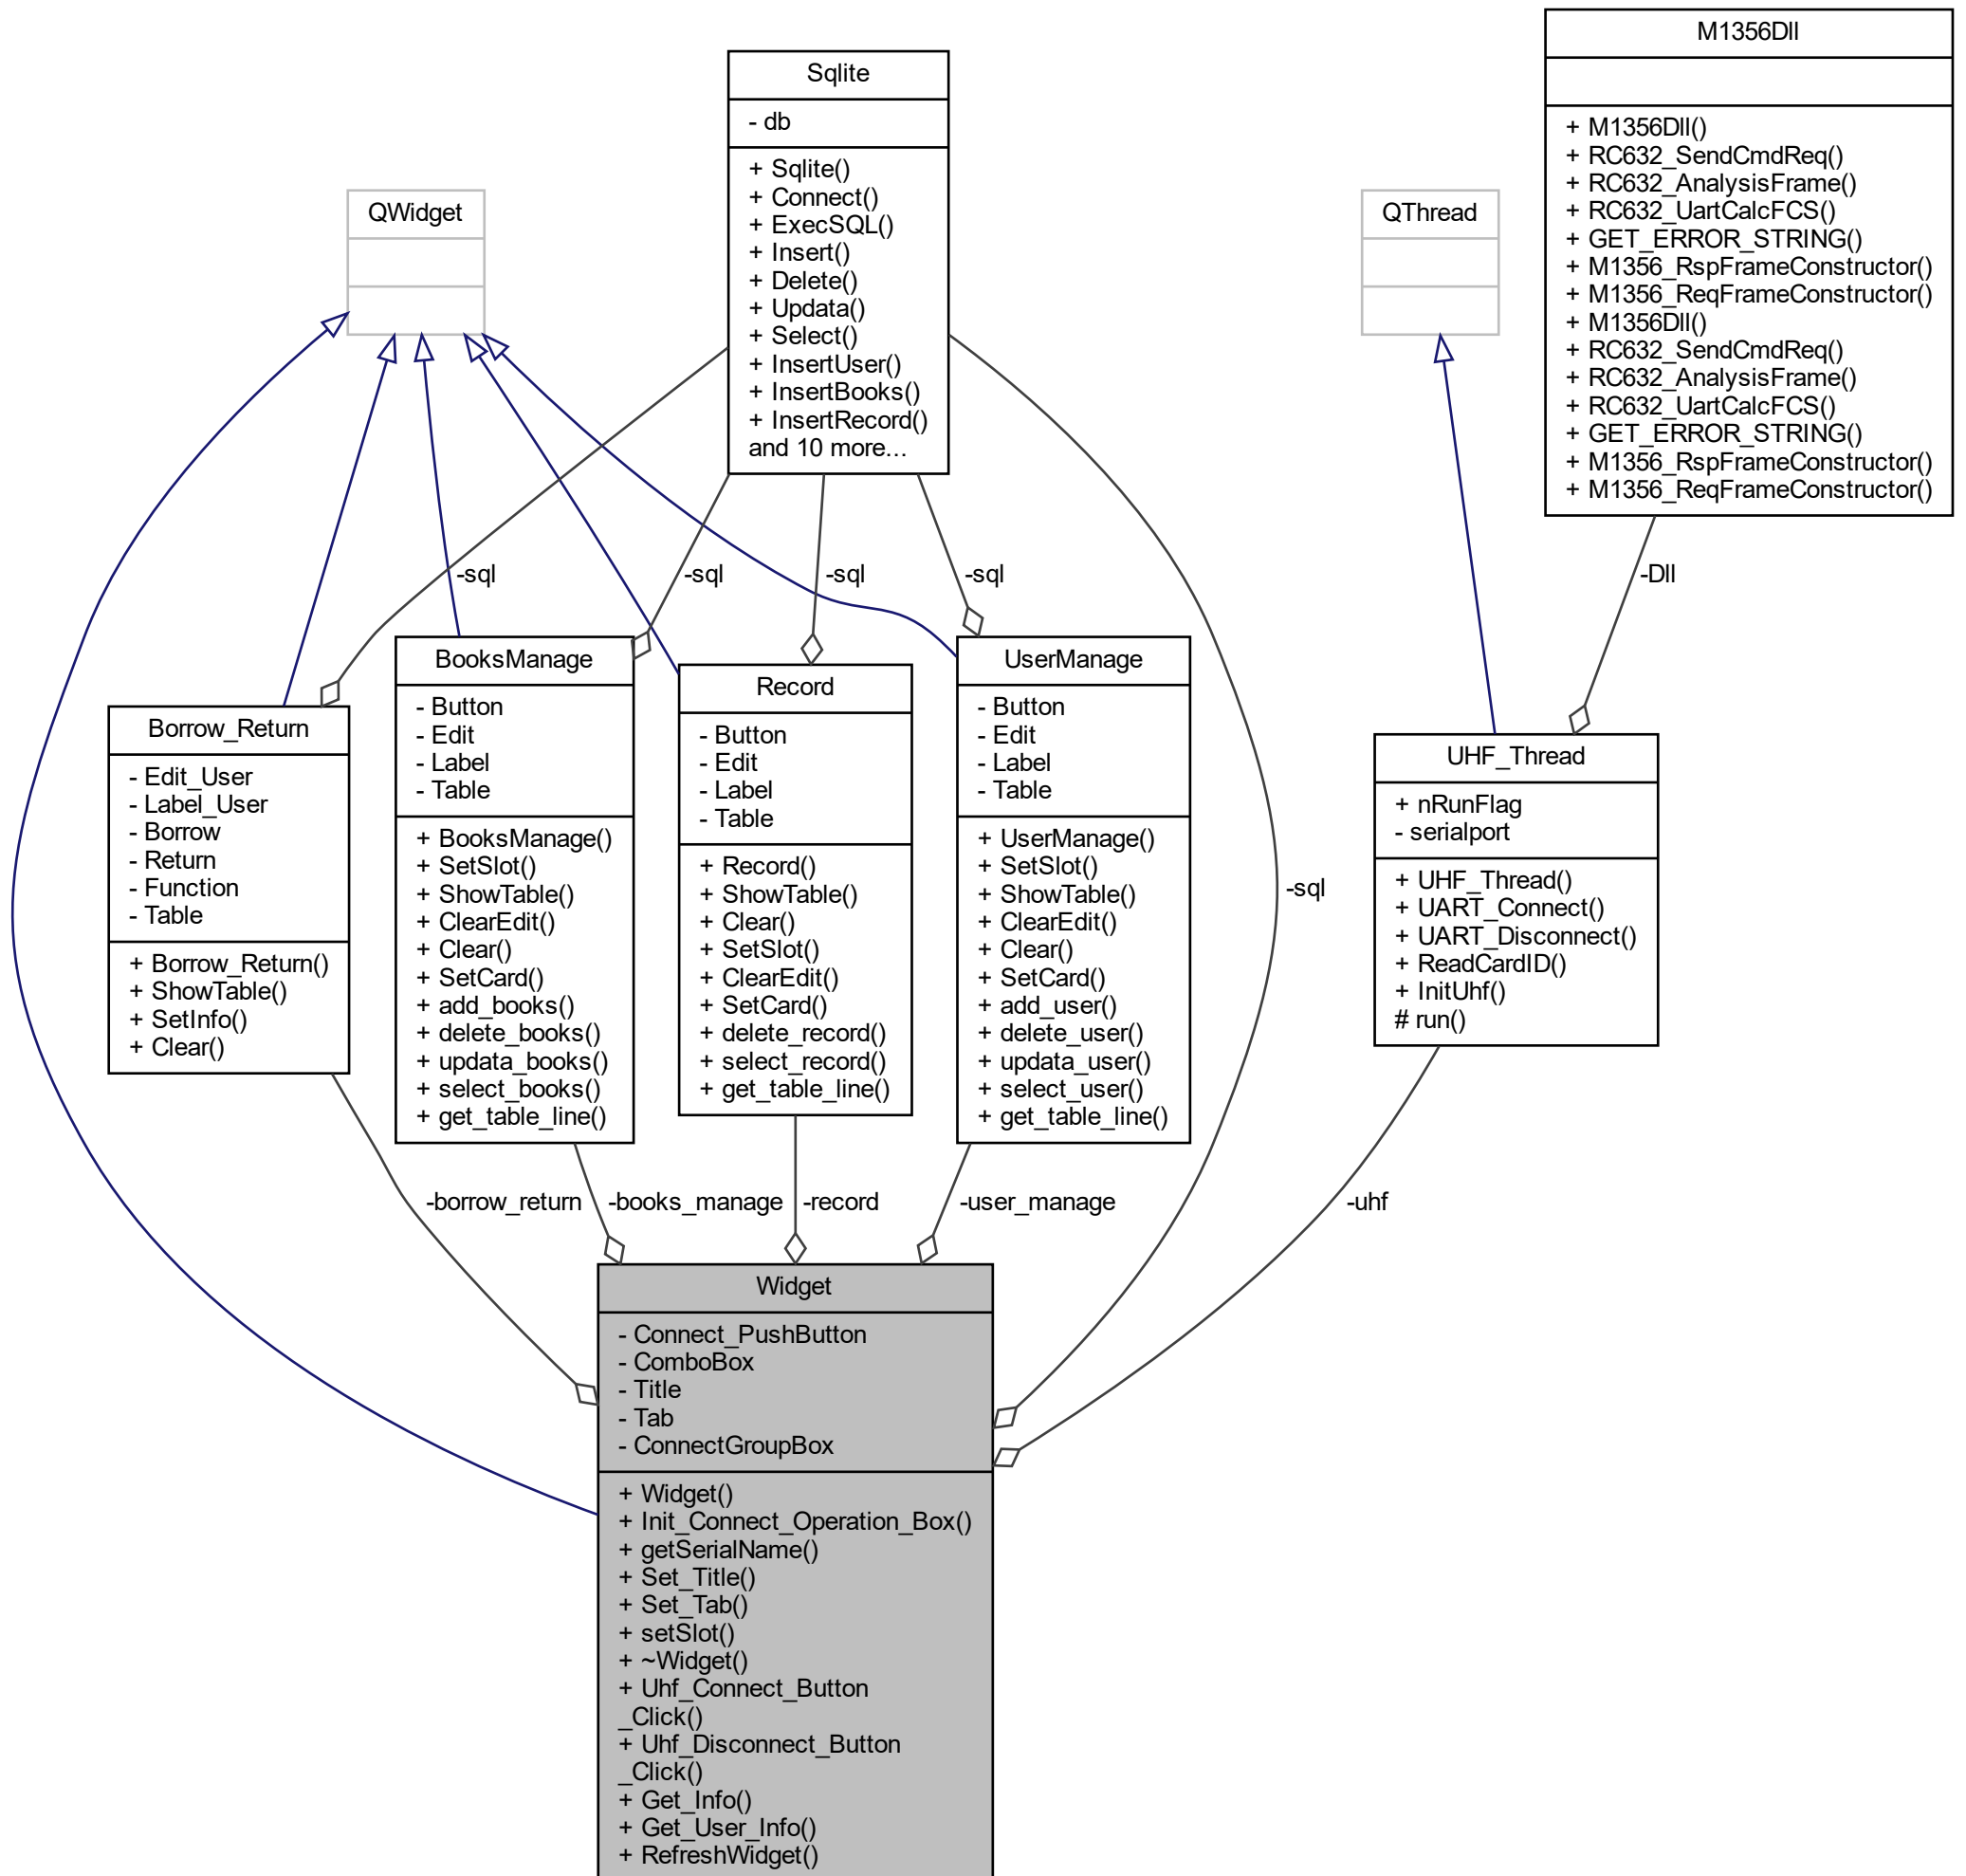 M1356Dll
+ M1356Dll()
+ RC632_SendCmdReq()
+ RC632_AnalysisFrame()
+ RC632_UartCalcFCS()
+ GET_ERROR_STRING()
+ M1356_RspFrameConstructor()
+ M1356_ReqFrameConstructor()
+ M1356Dll()
+ RC632_SendCmdReq()
+ RC632_AnalysisFrame()
+ RC632_UartCalcFCS()
+ GET_ERROR_STRING()
+ M1356_RspFrameConstructor()
+ M1356_ReqFrameConstructor()
Sqlite
- db
+ Sqlite()
+ Connect()
+ ExecSQL()
+ Insert()
+ Delete()
+ Updata()
+ Select()
+ InsertUser()
+ InsertBooks()
+ InsertRecord()
and 10 more...
QWidget
QThread
-sql
-sql
-sql
-sql
-Dll
Borrow_Return
- Edit_User
- Label_User
- Borrow
- Return
- Function
- Table
+ Borrow_Return()
+ ShowTable()
+ SetInfo()
+ Clear()
BooksManage
- Button
- Edit
- Label
- Table
+ BooksManage()
+ SetSlot()
+ ShowTable()
+ ClearEdit()
+ Clear()
+ SetCard()
+ add_books()
+ delete_books()
+ updata_books()
+ select_books()
+ get_table_line()
Record
- Button
- Edit
- Label
- Table
+ Record()
+ ShowTable()
+ Clear()
+ SetSlot()
+ ClearEdit()
+ SetCard()
+ delete_record()
+ select_record()
+ get_table_line()
UserManage
- Button
- Edit
- Label
- Table
+ UserManage()
+ SetSlot()
+ ShowTable()
+ ClearEdit()
+ Clear()
+ SetCard()
+ add_user()
+ delete_user()
+ updata_user()
+ select_user()
+ get_table_line()
-sql
UHF_Thread
+ nRunFlag
- serialport
+ UHF_Thread()
+ UART_Connect()
+ UART_Disconnect()
+ ReadCardID()
+ InitUhf()
# run()
-borrow_return
-books_manage
-record
-user_manage
-uhf
Widget
- Connect_PushButton
- ComboBox
- Title
- Tab
- ConnectGroupBox
+ Widget()
+ Init_Connect_Operation_Box()
+ getSerialName()
+ Set_Title()
+ Set_Tab()
+ setSlot()
+ ~Widget()
+ Uhf_Connect_Button
_Click()
+ Uhf_Disconnect_Button
_Click()
+ Get_Info()
+ Get_User_Info()
+ RefreshWidget()